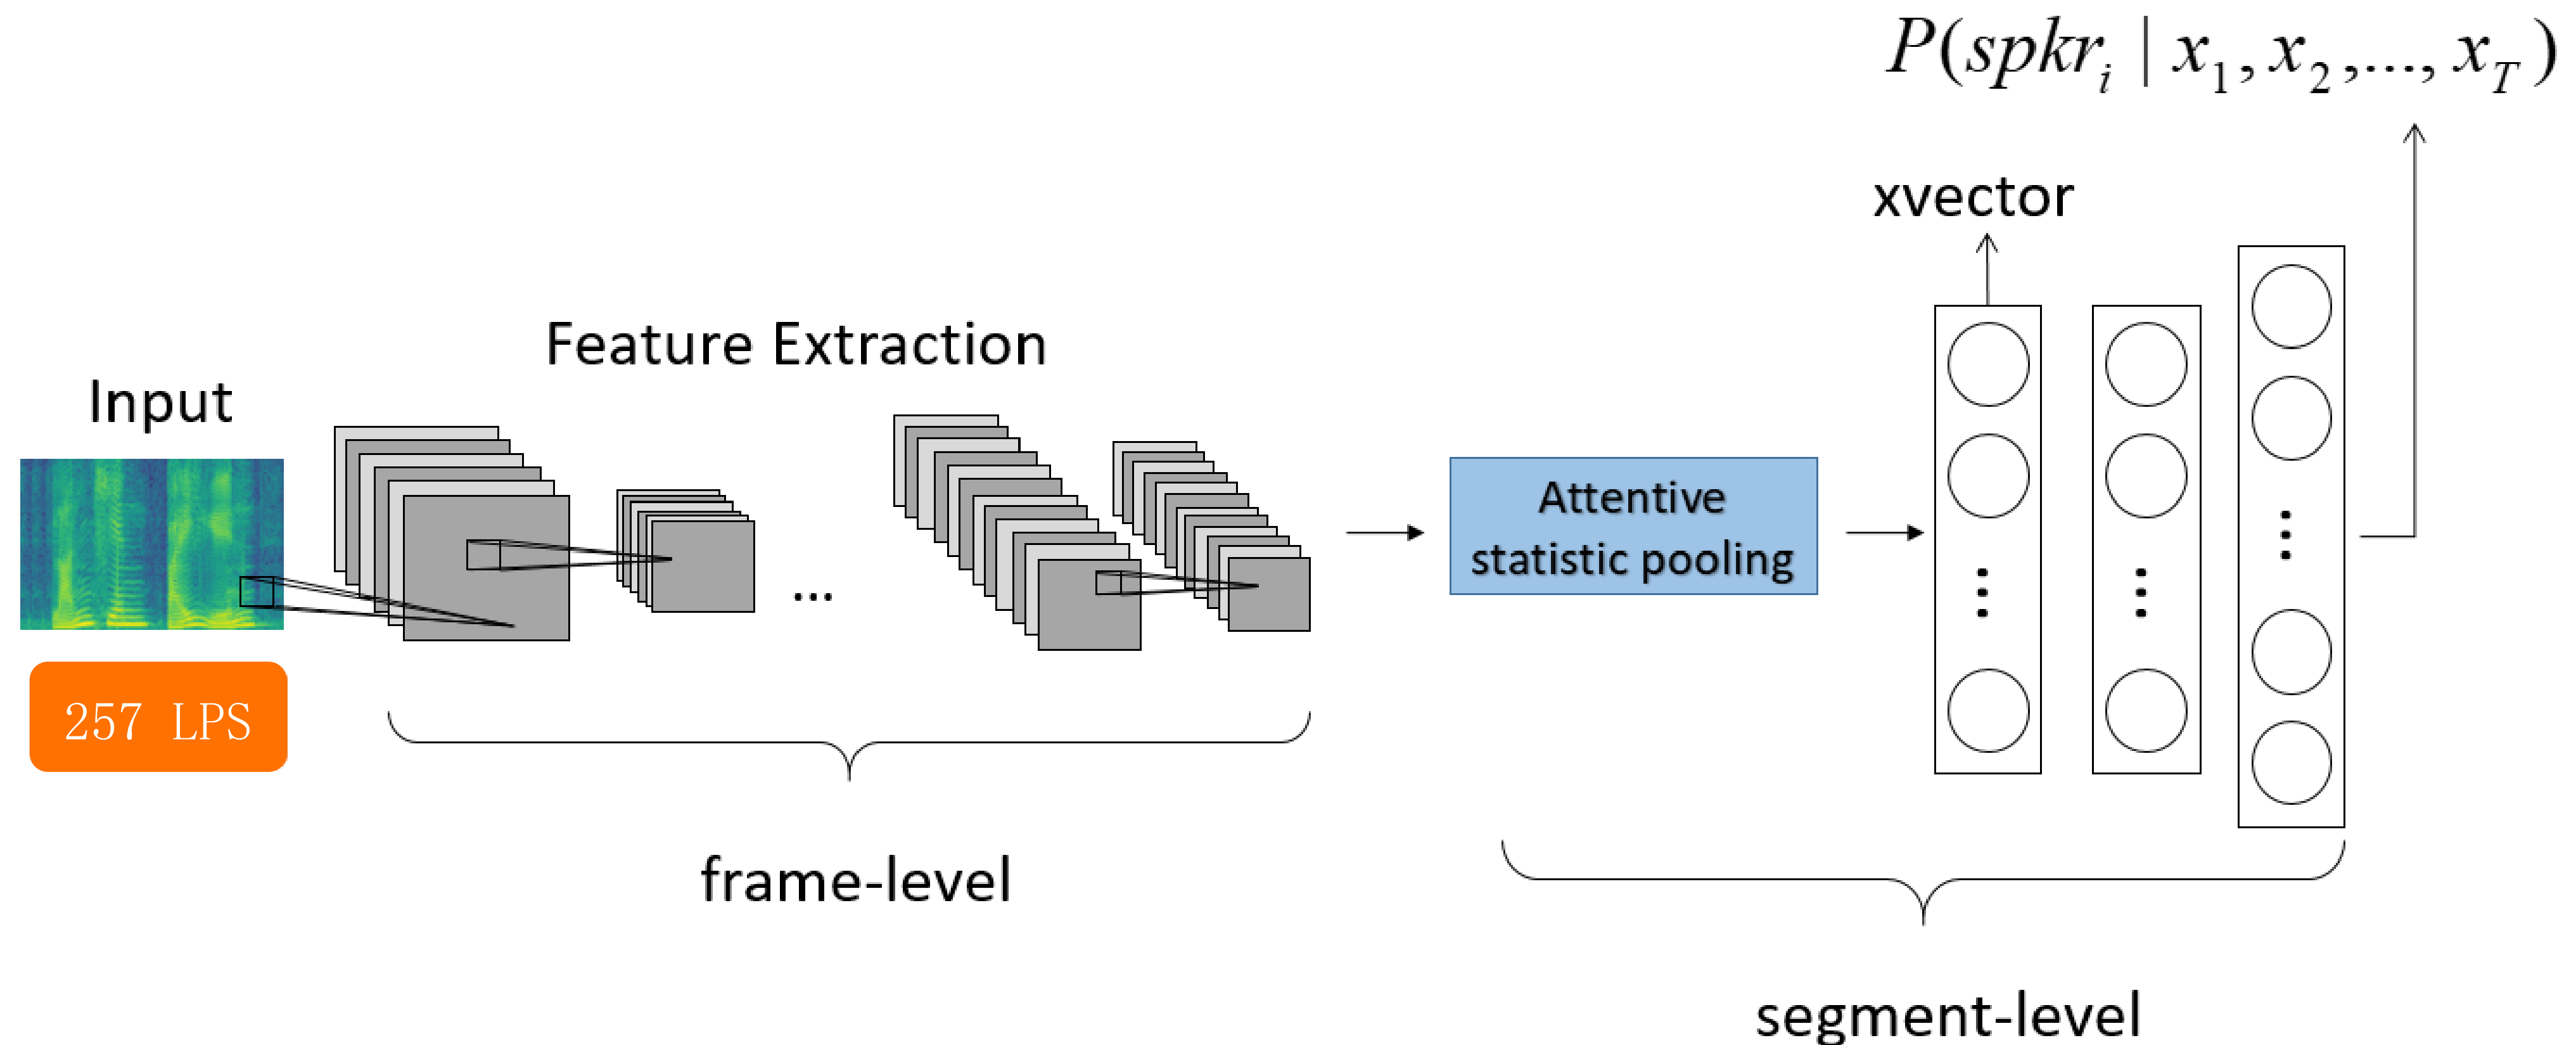 P(spkr_i | x_1, x_2,..., x_T)
xvector
Feature Extraction
Input
...
Attentive
statistic pooling
257 LPS
frame-level
segment-level